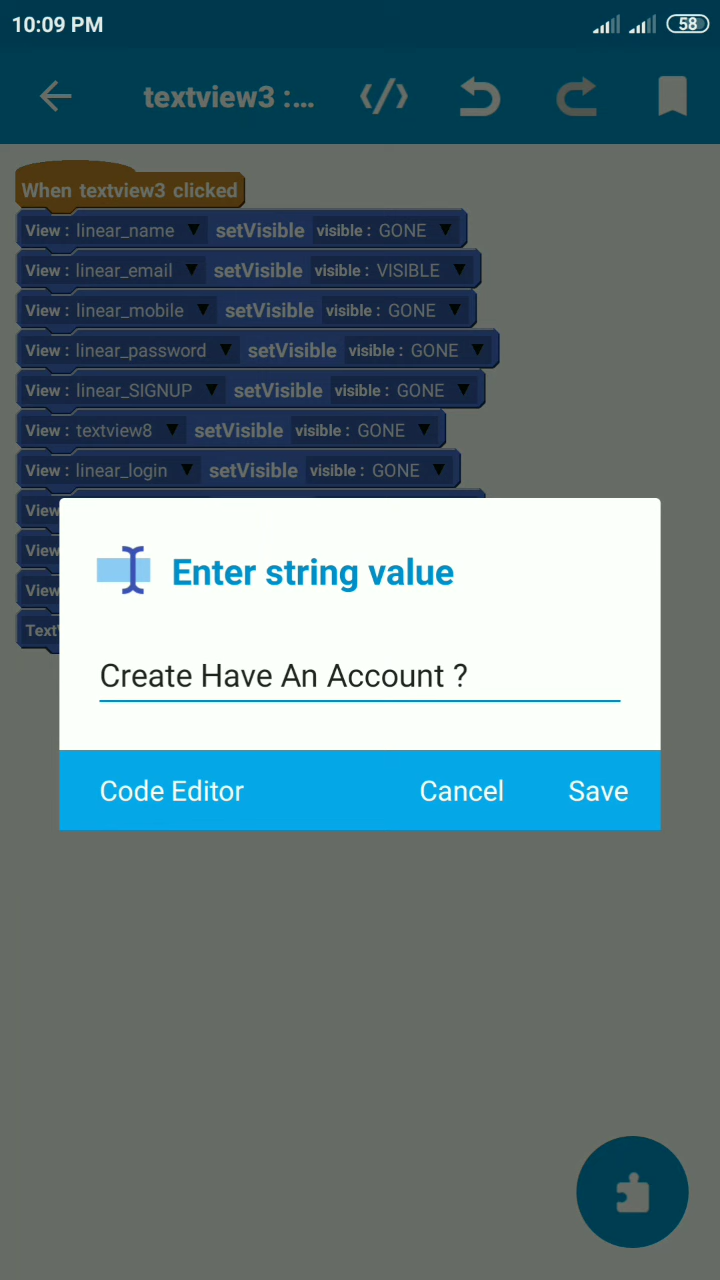 10:09 PM
58
textview3 :...
When textview3 clicked
View : linear_name setVisible visible : GONE
View : linear_email setVisible visible : VISIBLE
View : linear_mobile setVisible visible : GONE
View : linear_password setVisible visible : GONE
View : linear_SIGNUP setVisible visible : GONE
View : textview8 setVisible visible : GONE
View : linear_login setVisible visible : GONE
View
View
View
Enter string value
Create Have An Account ?
Code Editor Cancel Save